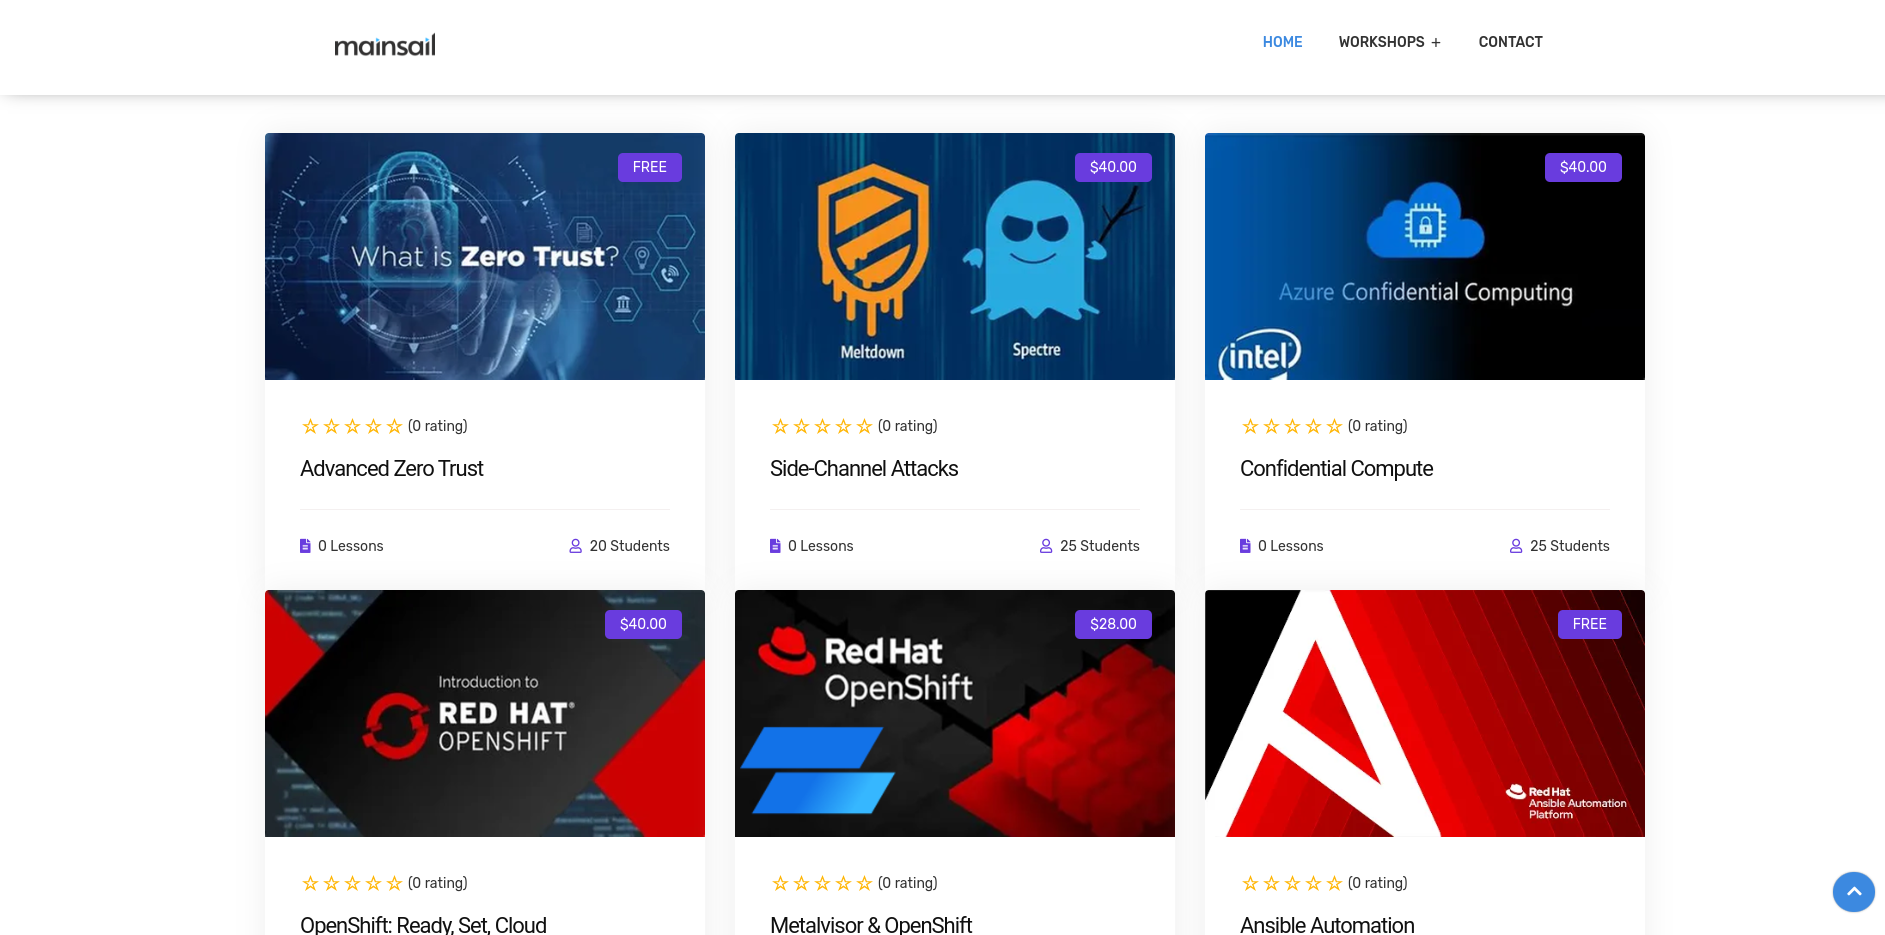 mainsail
HOME
WORKSHOPS +
CONTACT
FREE
What is Zero Trust?
$40.00
Meltdown
Spectre
$40.00
Azure Confidential Computing
intel®
(0 rating)
Advanced Zero Trust
0 Lessons
20 Students
(0 rating)
Side-Channel Attacks
0 Lessons
25 Students
(0 rating)
Confidential Compute
0 Lessons
25 Students
$40.00
Introduction to
RED HAT®
OPENSHIFT
$28.00
Red Hat
OpenShift
FREE
Red Hat
Ansible Automation
Platform
(0 rating)
OpenShift: Ready, Set, Cloud
(0 rating)
Metalvisor & OpenShift
(0 rating)
Ansible Automation